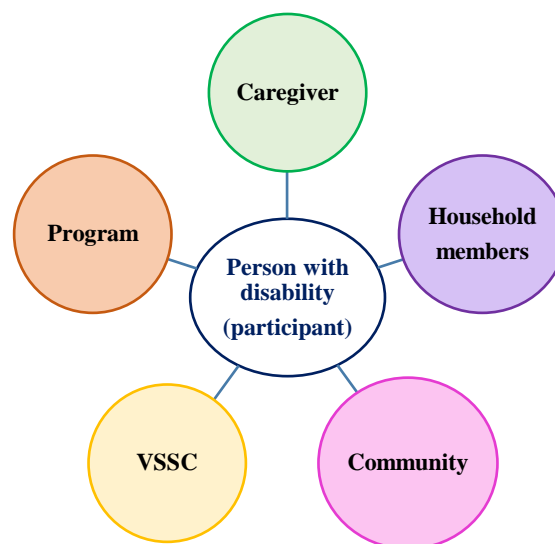 Caregiver
Program
Household
members
Person with
disability
(participant)
VSSC
Community